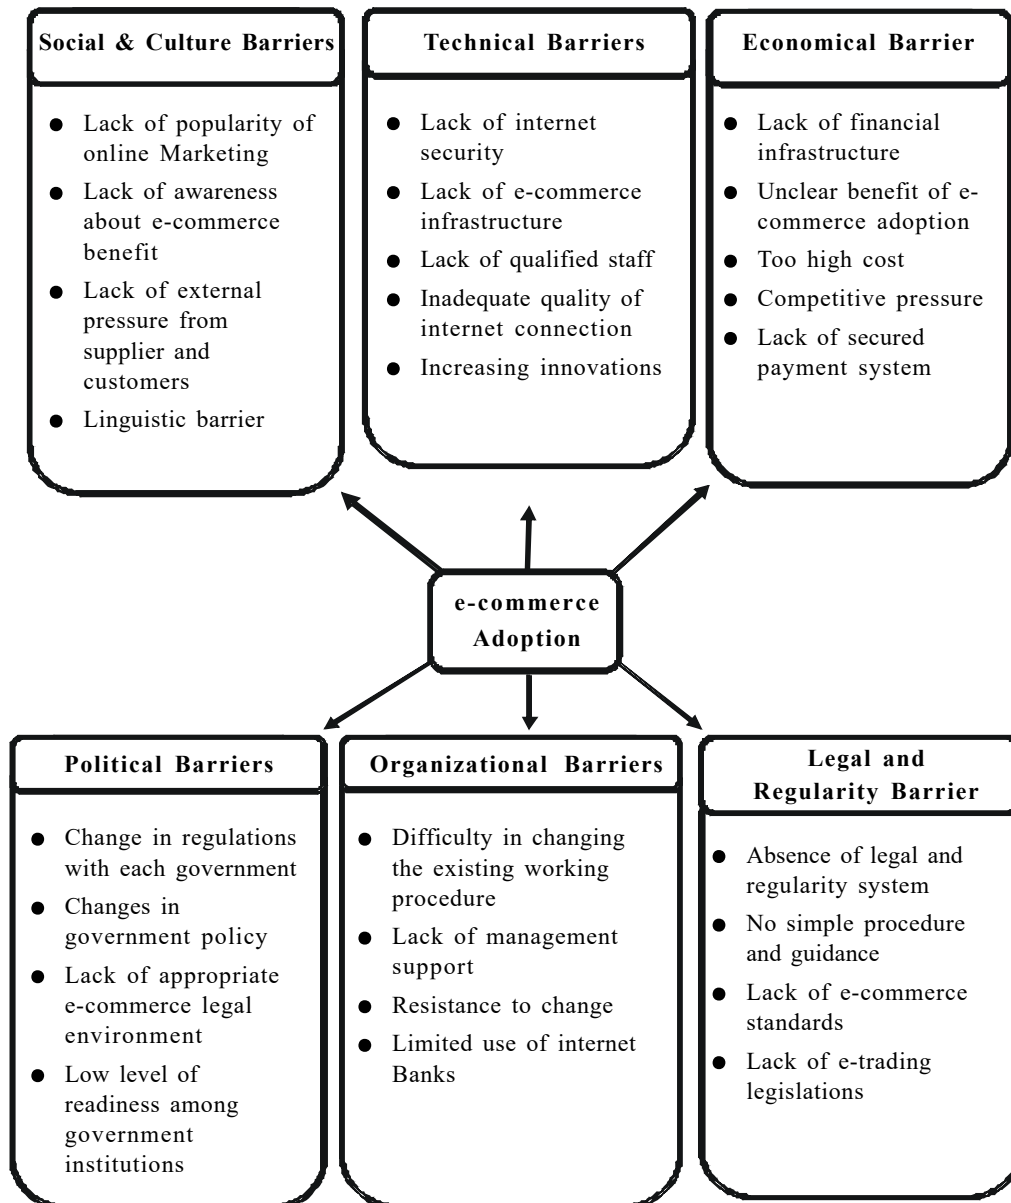 Social & Culture Barriers
● Lack of popularity of
online Marketing
● Lack of awareness
about e-commerce
benefit
● Lack of external
pressure from
supplier and
customers
● Linguistic barrier
Technical Barriers
● Lack of internet
security
● Lack of e-commerce
infrastructure
● Lack of qualified staff
● Inadequate quality of
internet connection
● Increasing innovations
Economical Barrier
● Lack of financial
infrastructure
● Unclear benefit of e-
commerce adoption
● Too high cost
● Competitive pressure
● Lack of secured
payment system
e-commerce
Adoption
Political Barriers
● Change in regulations
with each government
● Changes in
government policy
● Lack of appropriate
e-commerce legal
environment
● Low level of
readiness among
government
institutions
Organizational Barriers
● Difficulty in changing
the existing working
procedure
● Lack of management
support
● Resistance to change
● Limited use of internet
Banks
Legal and
Regularity Barrier
● Absence of legal and
regularity system
● No simple procedure
and guidance
● Lack of e-commerce
standards
● Lack of e-trading
legislations